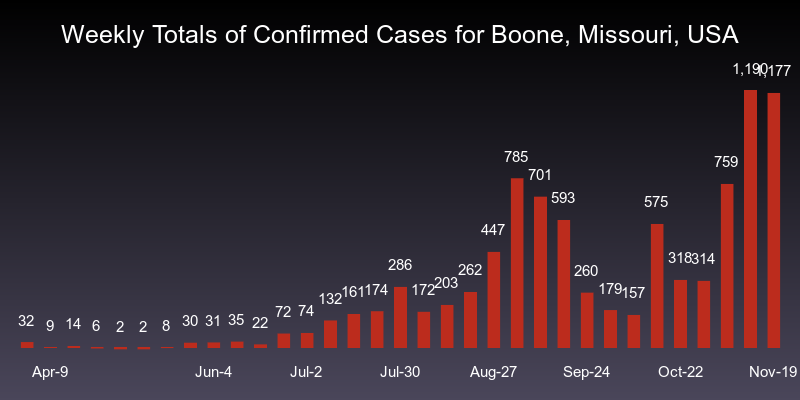 Weekly Totals of Confirmed Cases for Boone, Missouri, USA
32 9 14 6 2 2 8 30 31 35 22 72 74 132 161 174 286 172 203 262 447 785 701 593 260 179 157 575 318 314 759 1,190 1,177
Apr-9 Jun-4 Jul-2 Jul-30 Aug-27 Sep-24 Oct-22 Nov-19